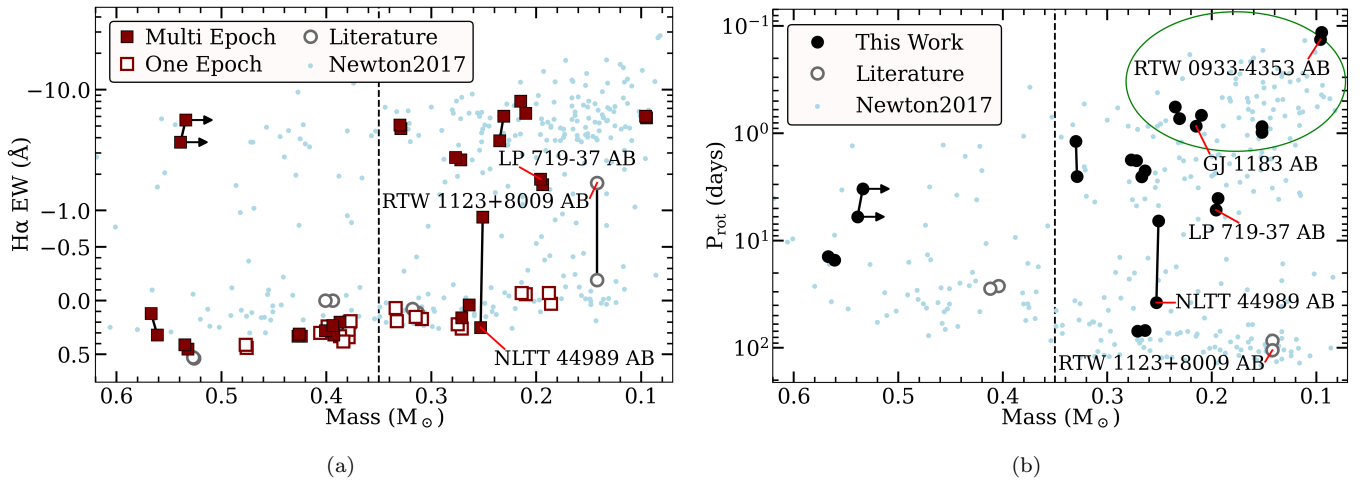 Multi Epoch
Literature
One Epoch
Newton2017
−10.0
−1.0
−0.5
0.0
0.5
Hα EW (Å)
LP 719-37 AB
RTW 1123+8009 AB
NLTT 44989 AB
0.6 0.5 0.4 0.3 0.2 0.1
Mass (M⊙)
(a)
This Work
Literature
Newton2017
10⁻¹
10⁰
10¹
10²
Prot (days)
RTW 0933-4353 AB
GJ 1183 AB
LP 719-37 AB
NLTT 44989 AB
RTW 1123+8009 AB
0.6 0.5 0.4 0.3 0.2 0.1
Mass (M⊙)
(b)